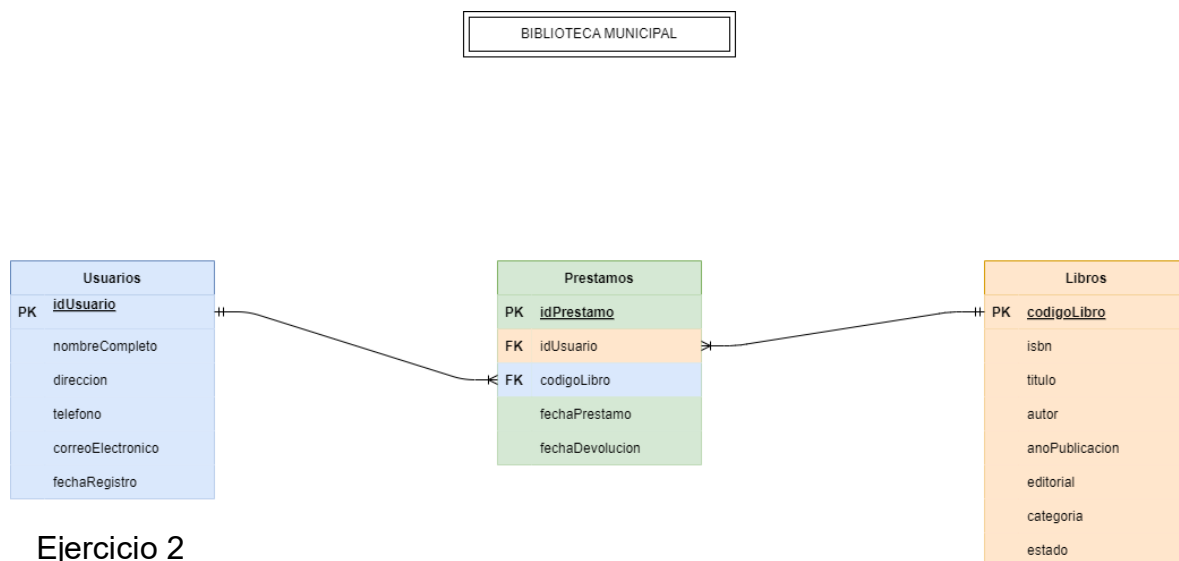 BIBLIOTECA MUNICIPAL
Usuarios
PK idUsuario
nombreCompleto
direccion
telefono
correoElectronico
fechaRegistro
Prestamos
PK idPrestamo
FK idUsuario
FK codigoLibro
fechaPrestamo
fechaDevolucion
Libros
PK codigoLibro
isbn
titulo
autor
anoPublicacion
editorial
categoria
estado
Ejercicio 2